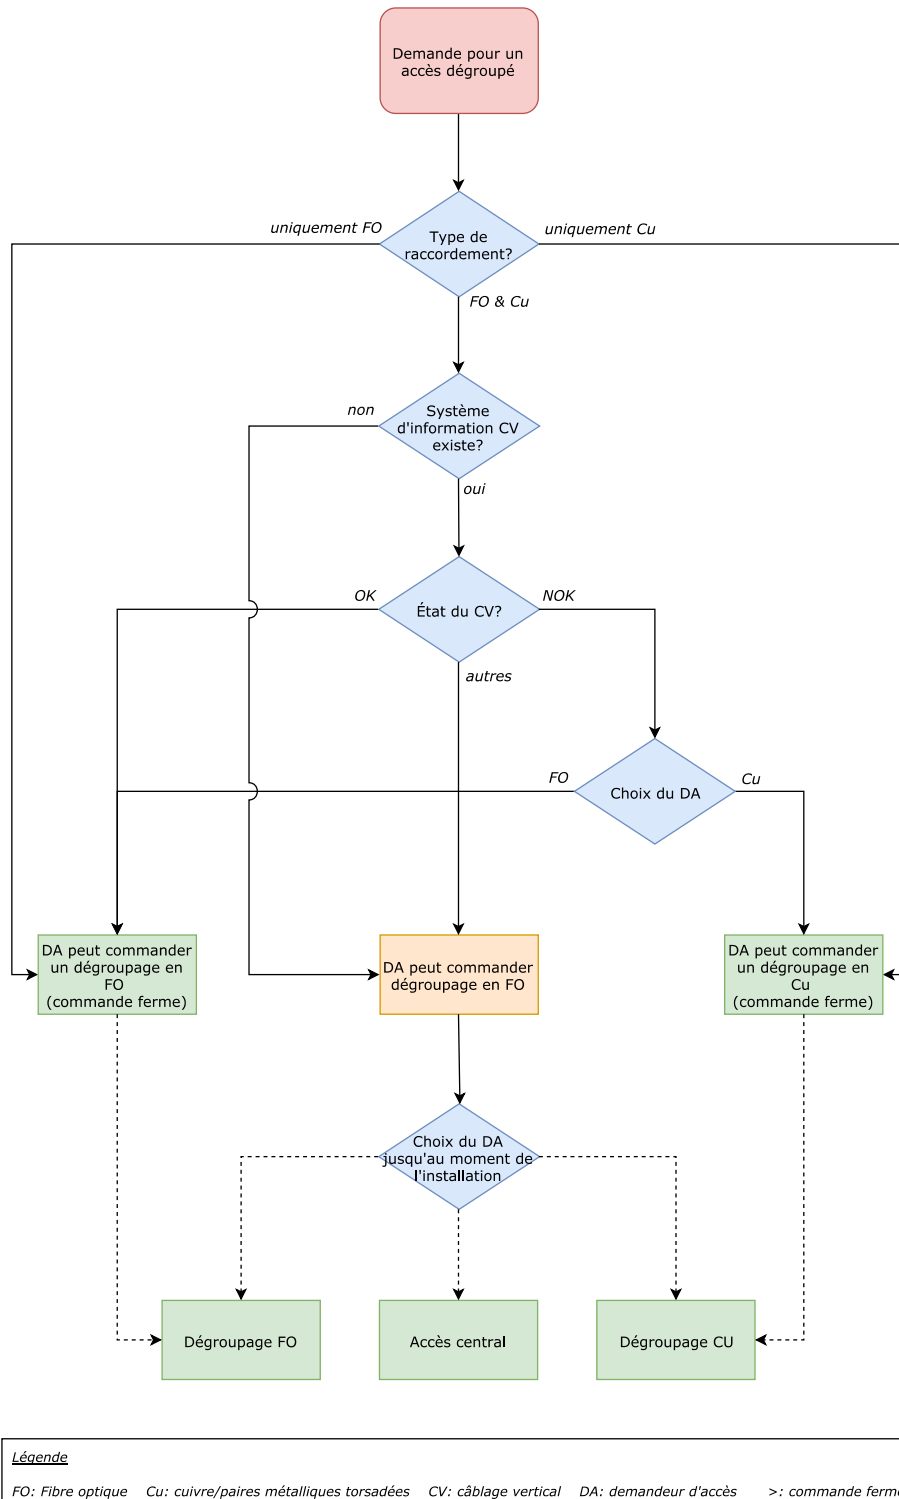 Demande pour un
accès dégroupé
uniquement FO
Type de
raccordement?
uniquement Cu
FO & Cu
non
Système
d'information CV
existe?
oui
OK
État du CV?
NOK
autres
FO
Choix du DA
Cu
DA peut commander
un dégroupage en
FO
(commande ferme)
DA peut commander
dégroupage en FO
DA peut commander
un dégroupage en
Cu
(commande ferme)
Choix du DA
jusqu'au moment de
l'installation
Dégroupage FO
Accès central
Dégroupage CU
Légende
FO: Fibre optique Cu: cuivre/paires métalliques torsadées CV: câblage vertical DA: demandeur d'accès >: commande ferme